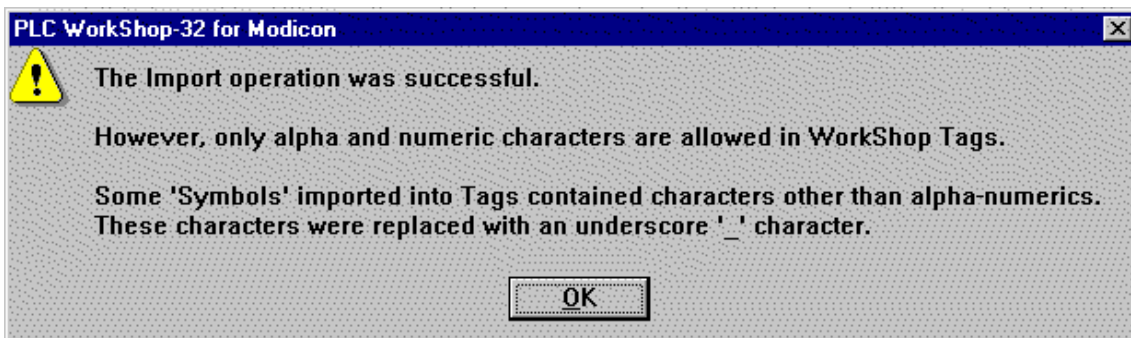 PLC WorkShop-32 for Modicon
The Import operation was successful.
However, only alpha and numeric characters are allowed in WorkShop Tags.
Some 'Symbols' imported into Tags contained characters other than alpha-numerics.
These characters were replaced with an underscore '_' character.
OK